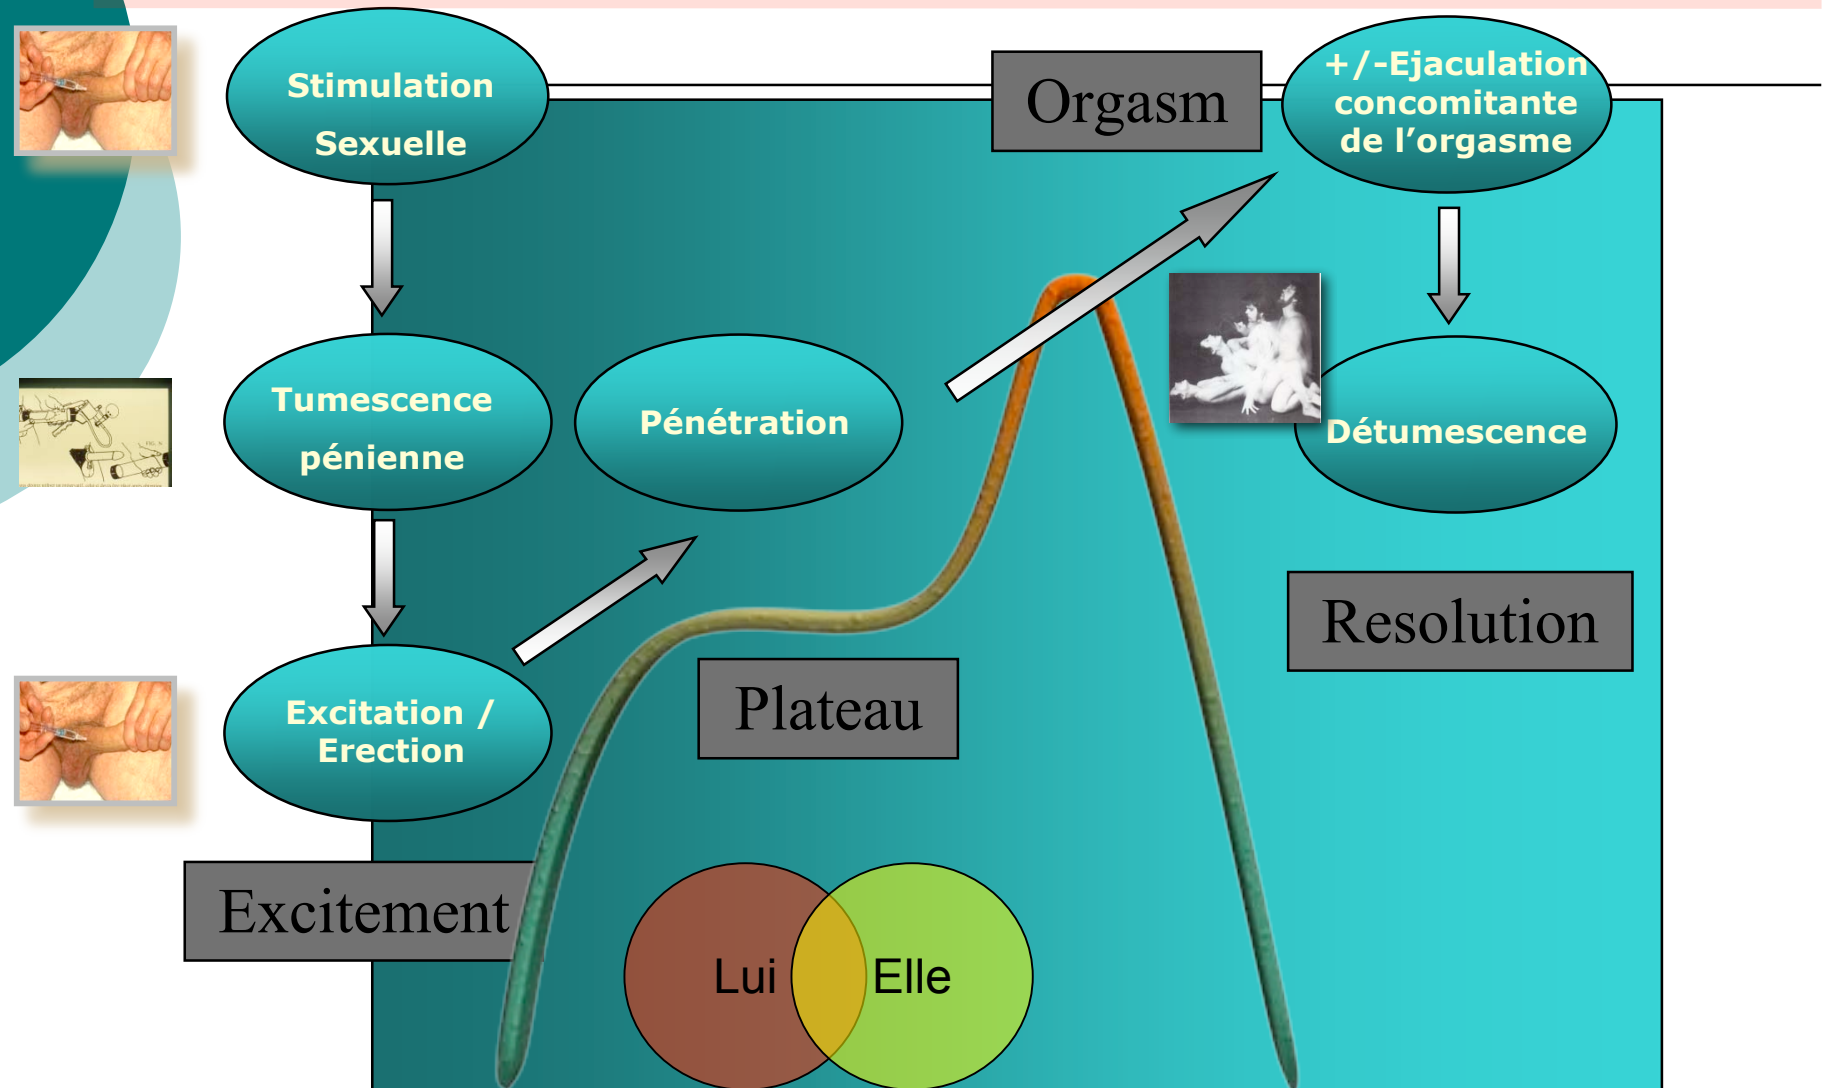 Stimulation
Sexuelle
Orgasm
+/-Ejaculation
concomitante
de l’orgasme
Tumescence
pénienne
Pénétration
Détumescence
Resolution
Excitation /
Erection
Plateau
Excitement
Lui
Elle